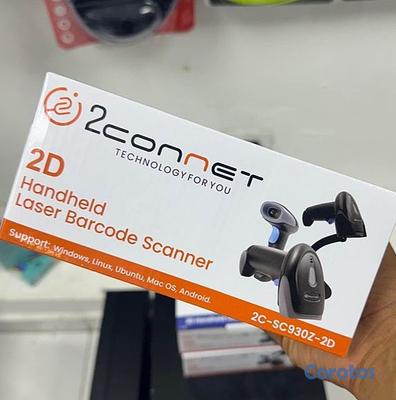 2connet
TECHNOLOGY FOR YOU
2D
Handheld
Laser Barcode Scanner
Support: Windows, Linux, Ubuntu, Mac OS, Android.
2C-SC930Z-2D
Corotos